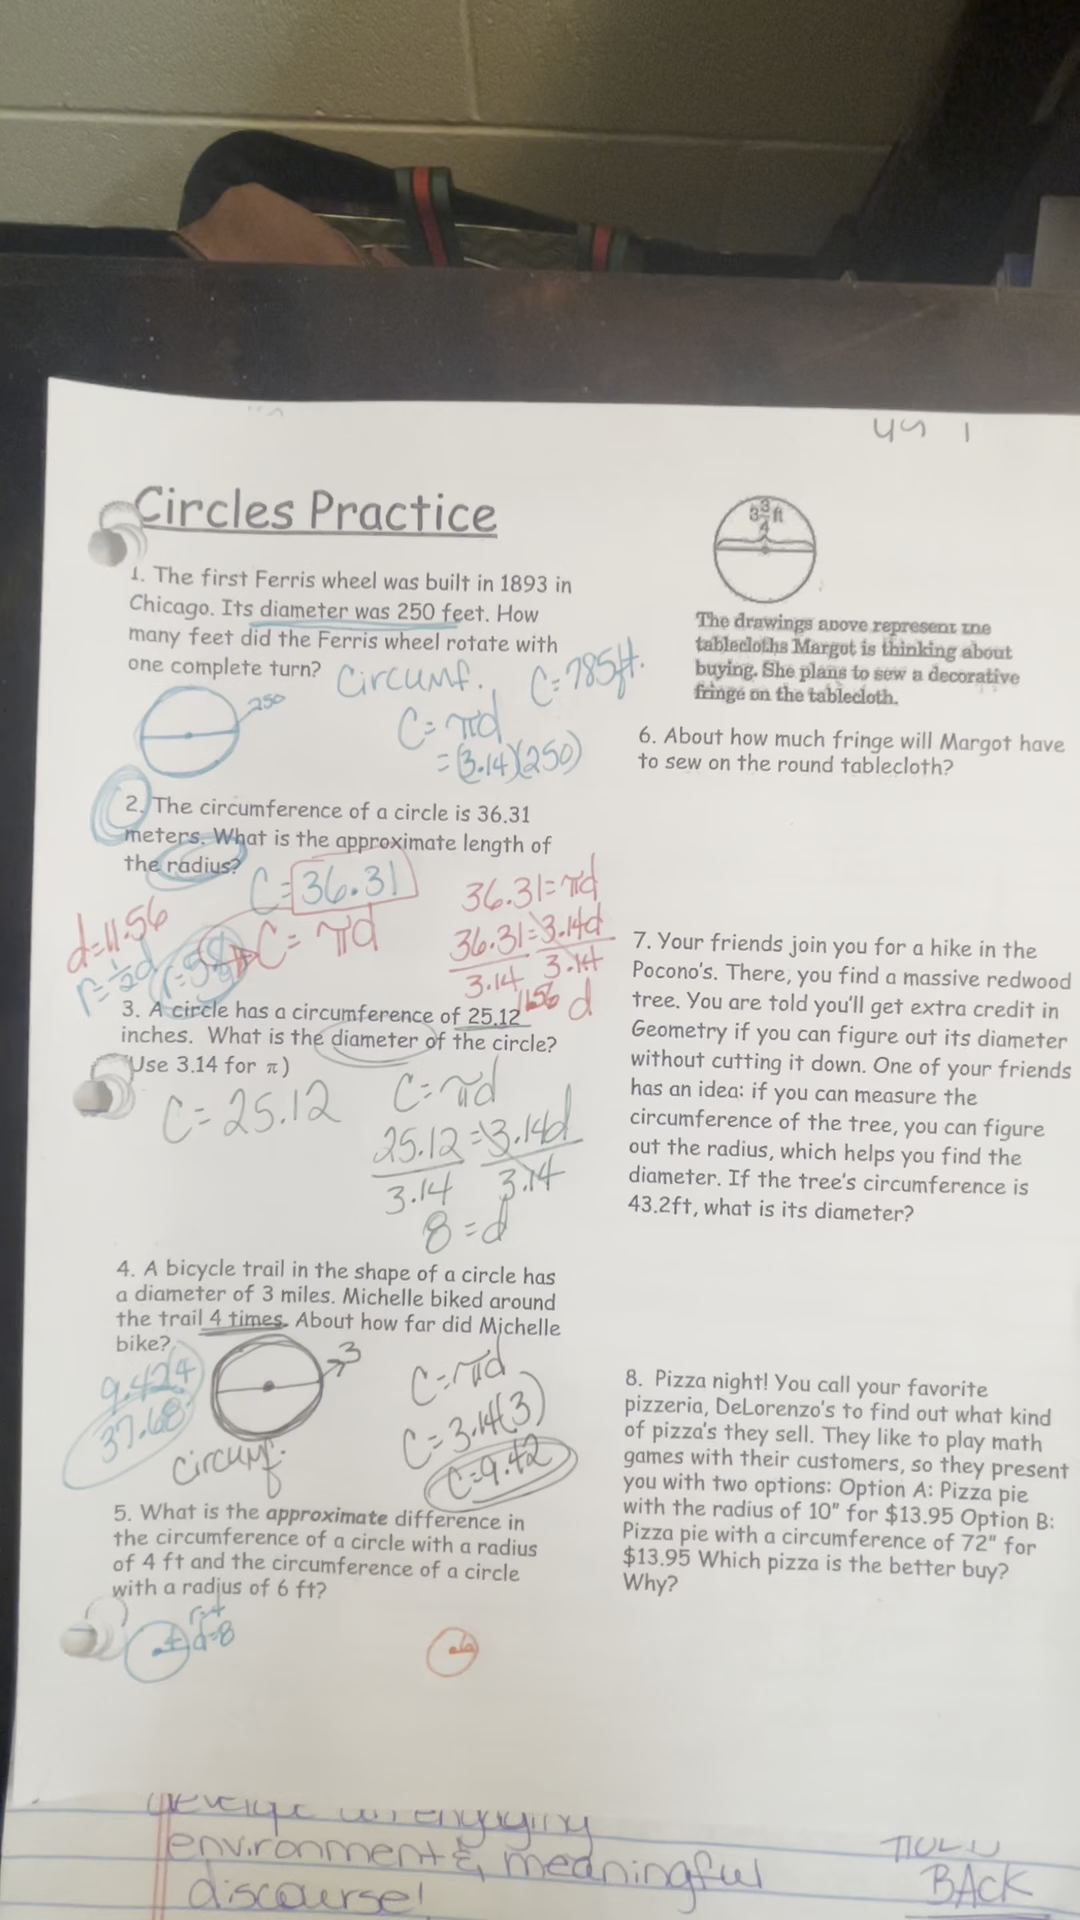 Circles Practice
1. The first Ferris wheel was built in 1893 in
Chicago. Its diameter was 250 feet. How
many feet did the Ferris wheel rotate with
one complete turn?
Circumf.
C=785ft.
250
C=πd
=(3.14)(250)
2. The circumference of a circle is 36.31
meters. What is the approximate length of
the radius?
C=36.31
36.31=πd
d=11.56
C=πd
36.31=3.14d
3.14 3.14
r=½d
11.56 d
3. A circle has a circumference of 25.12
inches. What is the diameter of the circle?
Use 3.14 for π)
C=25.12
C=πd
25.12=3.14d
3.14 3.14
8=d
4. A bicycle trail in the shape of a circle has
a diameter of 3 miles. Michelle biked around
the trail 4 times. About how far did Michelle
bike?
3
9.42·4
37.68
C=πd
C=3.14(3)
C=9.42
circumf.
5. What is the approximate difference in
the circumference of a circle with a radius
of 4 ft and the circumference of a circle
with a radius of 6 ft?
r=4
4 d=8
6
3 3/4 ft
The drawings above represent the
tablecloths Margot is thinking about
buying. She plans to sew a decorative
fringe on the tablecloth.
6. About how much fringe will Margot have
to sew on the round tablecloth?
7. Your friends join you for a hike in the
Pocono's. There, you find a massive redwood
tree. You are told you'll get extra credit in
Geometry if you can figure out its diameter
without cutting it down. One of your friends
has an idea: if you can measure the
circumference of the tree, you can figure
out the radius, which helps you find the
diameter. If the tree's circumference is
43.2ft, what is its diameter?
8. Pizza night! You call your favorite
pizzeria, DeLorenzo's to find out what kind
of pizza's they sell. They like to play math
games with their customers, so they present
you with two options: Option A: Pizza pie
with the radius of 10" for $13.95 Option B:
Pizza pie with a circumference of 72" for
$13.95 Which pizza is the better buy?
Why?
environment & meaningful
discourse!
BACK